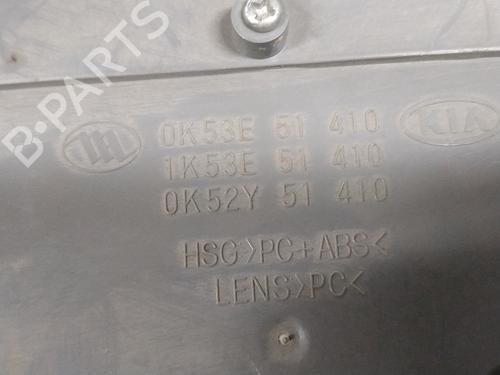 0K53E 51 410
KIA
1K53E 51 410
0K52Y 51 410
HSG>PC+ABS<
LENS>PC<
B-PARTS